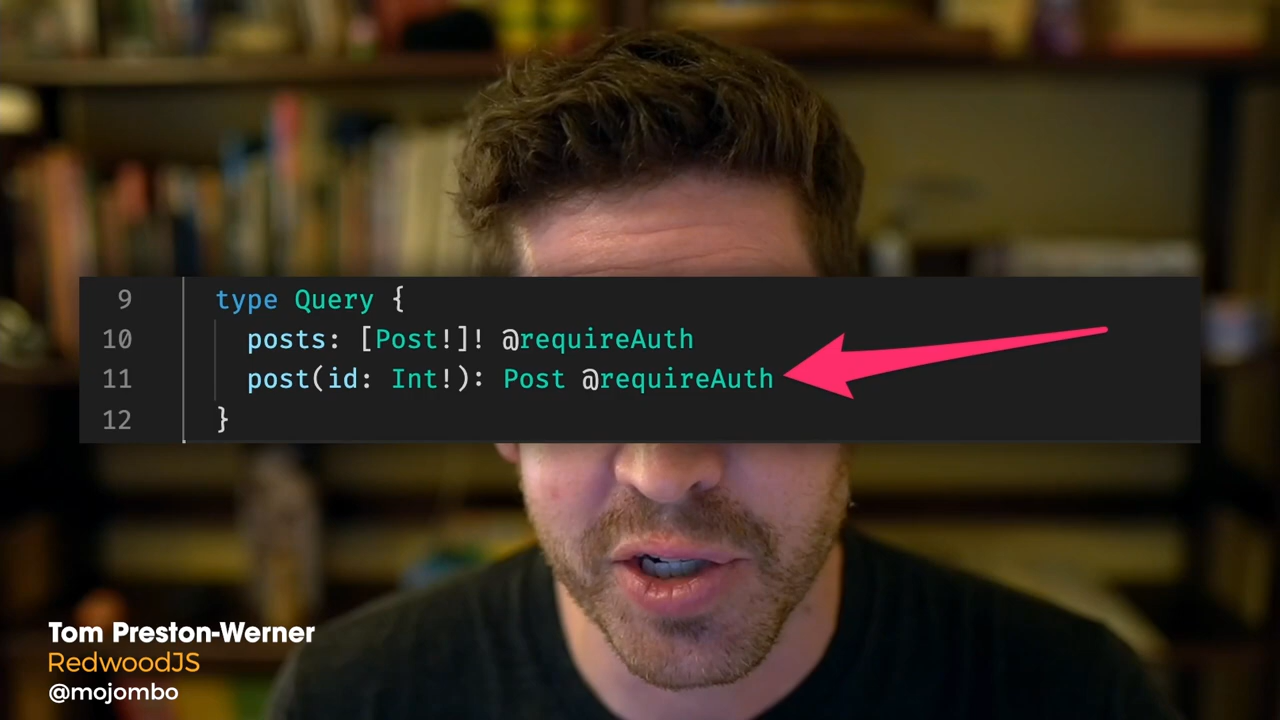 9 type Query {
10 posts: [Post!]! @requireAuth
11 post(id: Int!): Post @requireAuth
12 }
Tom Preston-Werner
RedwoodJS
@mojombo